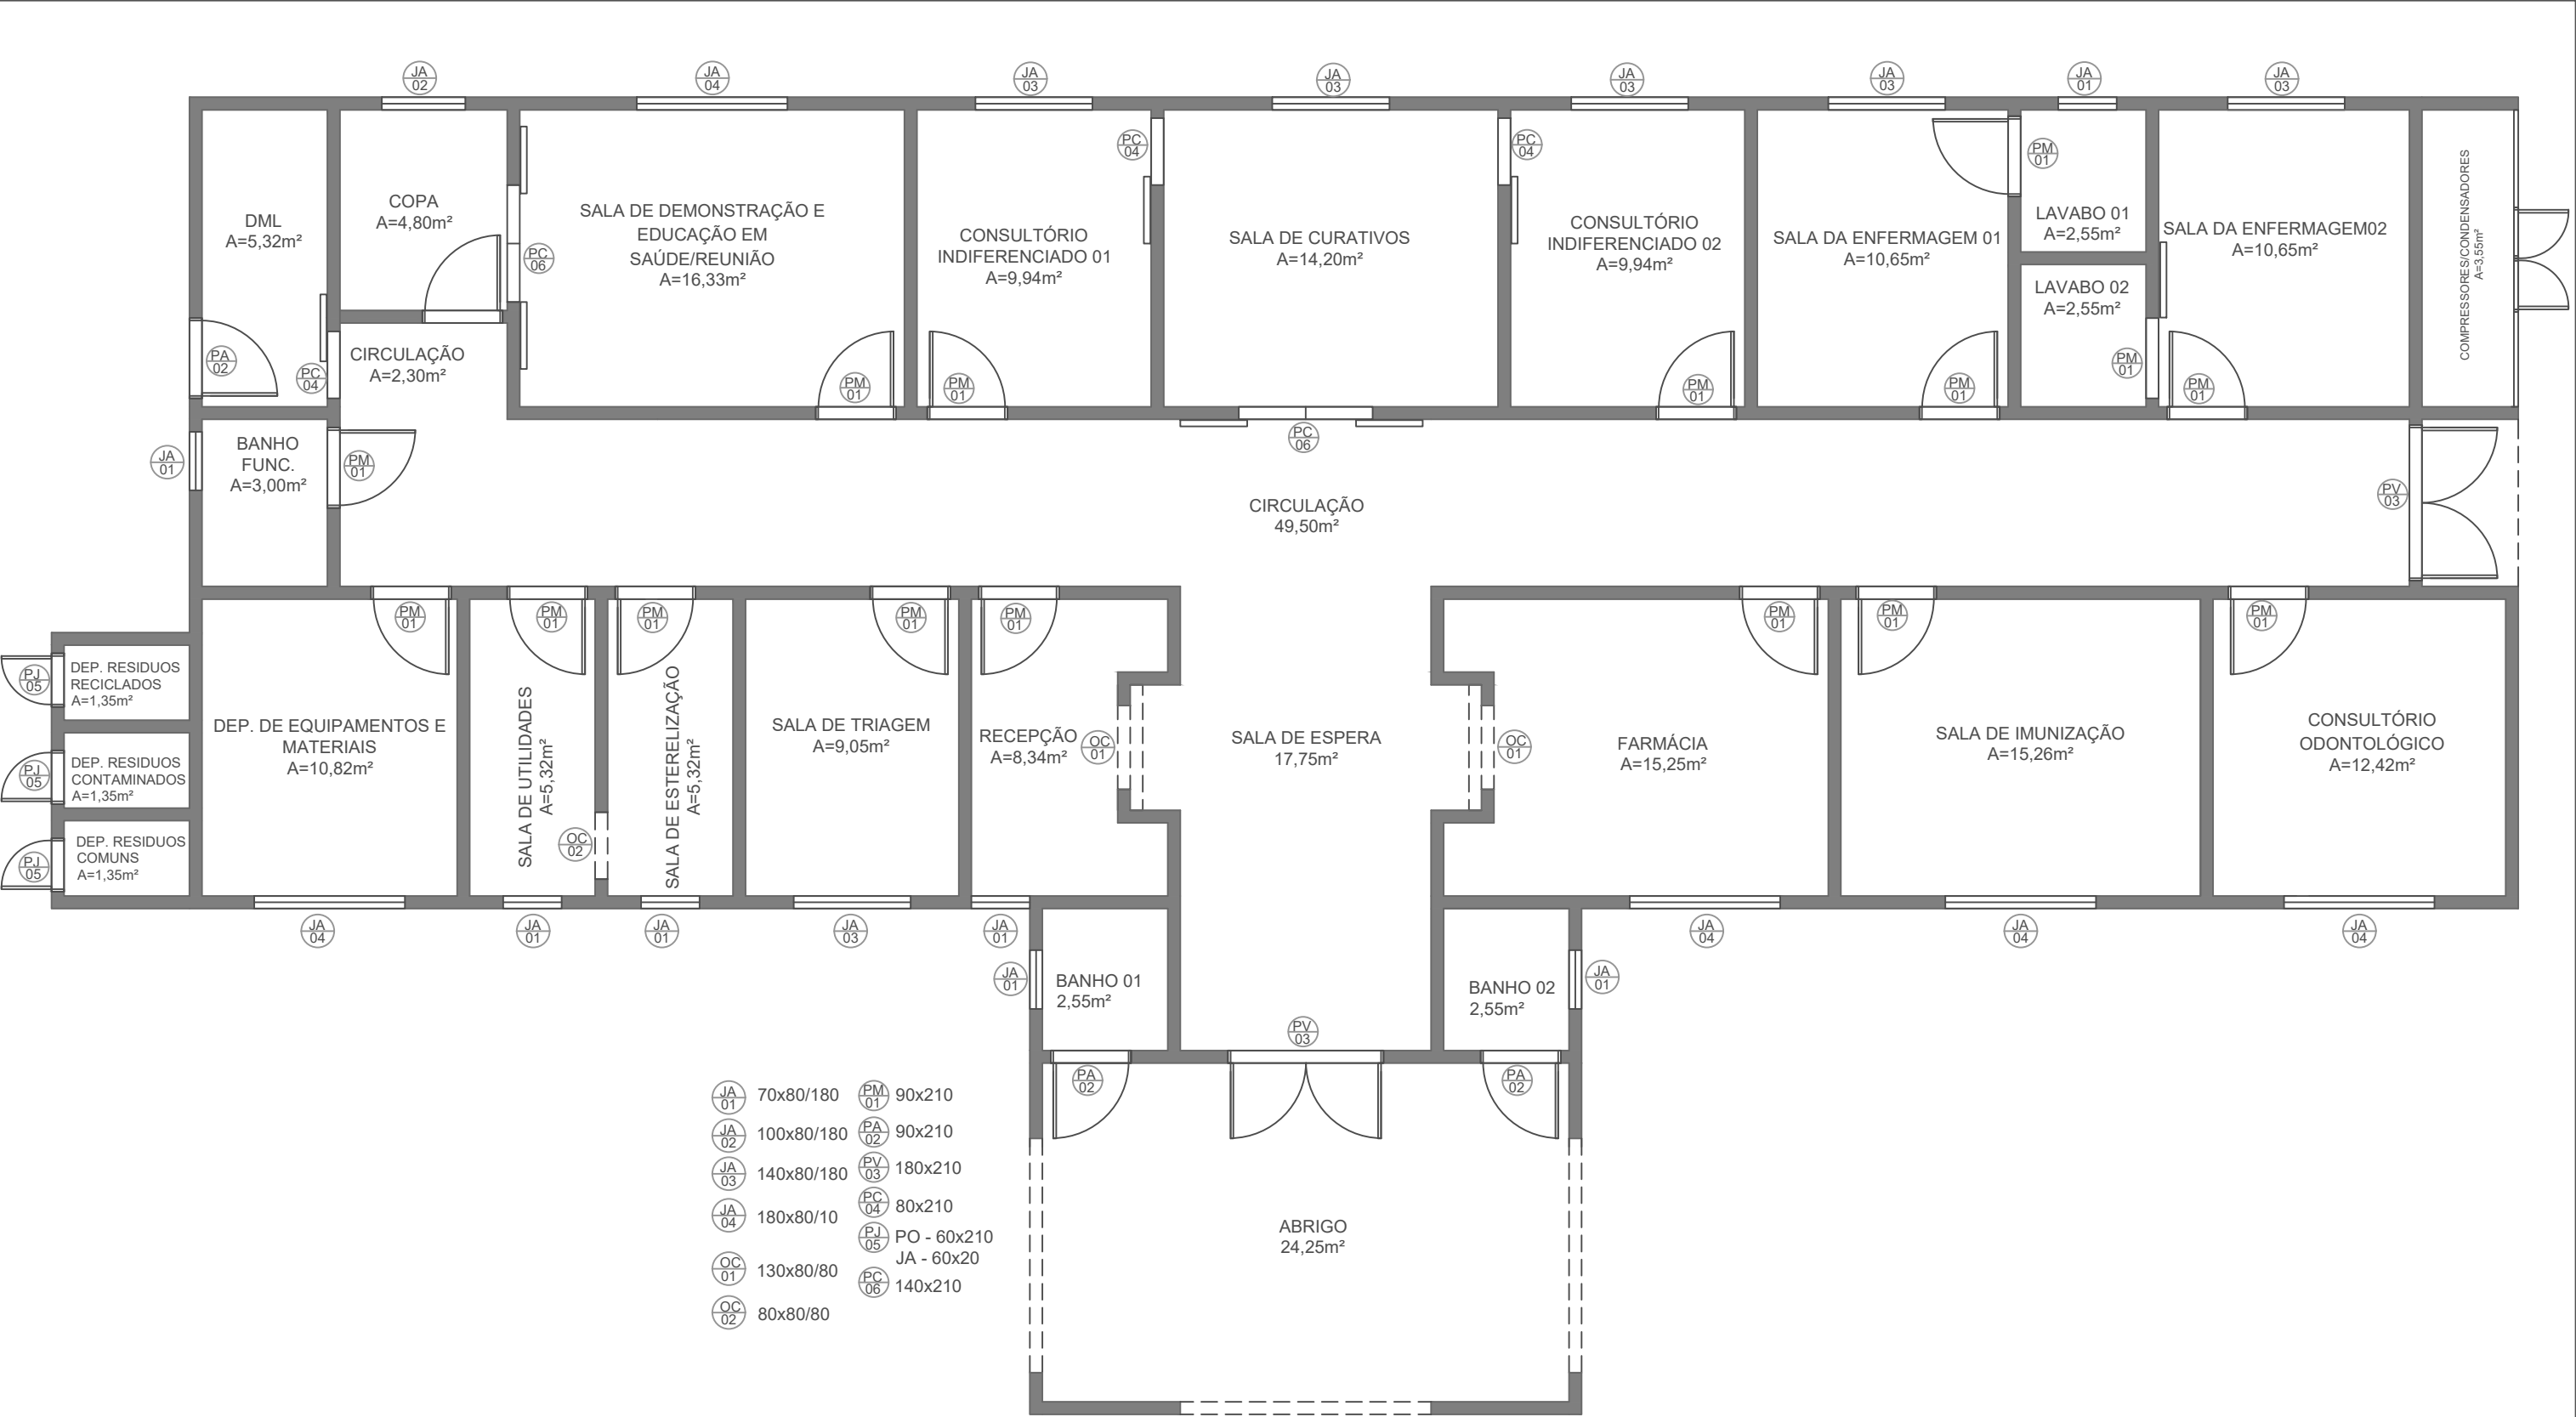 JA
02
JA
04
JA
03
JA
03
JA
03
JA
03
JA
01
JA
03
DML
A=5,32m²
PA
02
PC
04
COPA
A=4,80m²
CIRCULAÇÃO
A=2,30m²
PC
06
SALA DE DEMONSTRAÇÃO E
EDUCAÇÃO EM
SAÚDE/REUNIÃO
A=16,33m²
PM
01
CONSULTÓRIO
INDIFERENCIADO 01
A=9,94m²
PM
01
PC
04
SALA DE CURATIVOS
A=14,20m²
PC
06
PC
04
CONSULTÓRIO
INDIFERENCIADO 02
A=9,94m²
PM
01
SALA DA ENFERMAGEM 01
A=10,65m²
PM
01
PM
01
LAVABO 01
A=2,55m²
LAVABO 02
A=2,55m²
PM
01
SALA DA ENFERMAGEM02
A=10,65m²
PM
01
COMPRESSORES/CONDENSADORES
A=3,55m²
JA
01
BANHO
FUNC.
A=3,00m²
PM
01
CIRCULAÇÃO
49,50m²
PV
03
PJ
05
DEP. RESIDUOS
RECICLADOS
A=1,35m²
PJ
05
DEP. RESIDUOS
CONTAMINADOS
A=1,35m²
PJ
05
DEP. RESIDUOS
COMUNS
A=1,35m²
PM
01
DEP. DE EQUIPAMENTOS E
MATERIAIS
A=10,82m²
PM
01
SALA DE UTILIDADES
A=5,32m²
OC
02
PM
01
SALA DE ESTERELIZAÇÃO
A=5,32m²
PM
01
SALA DE TRIAGEM
A=9,05m²
PM
01
RECEPÇÃO
A=8,34m²
OC
01
SALA DE ESPERA
17,75m²
OC
01
PM
01
FARMÁCIA
A=15,25m²
PM
01
SALA DE IMUNIZAÇÃO
A=15,26m²
PM
01
CONSULTÓRIO
ODONTOLÓGICO
A=12,42m²
JA
04
JA
01
JA
01
JA
03
JA
01
JA
04
JA
04
JA
04
JA
01
BANHO 01
2,55m²
BANHO 02
2,55m²
JA
01
PV
03
PA
02
PA
02
ABRIGO
24,25m²
JA
01
70x80/180
PM
01
90x210
JA
02
100x80/180
PA
02
90x210
JA
03
140x80/180
PV
03
180x210
JA
04
180x80/10
PC
04
80x210
PJ
05
PO - 60x210
JA - 60x20
OC
01
130x80/80
PC
06
140x210
OC
02
80x80/80